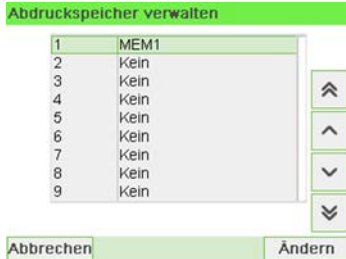 Abdruckspeicher verwalten
1 MEM1
2 Kein
3 Kein
4 Kein
5 Kein
6 Kein
7 Kein
8 Kein
9 Kein
Abbrechen Ändern